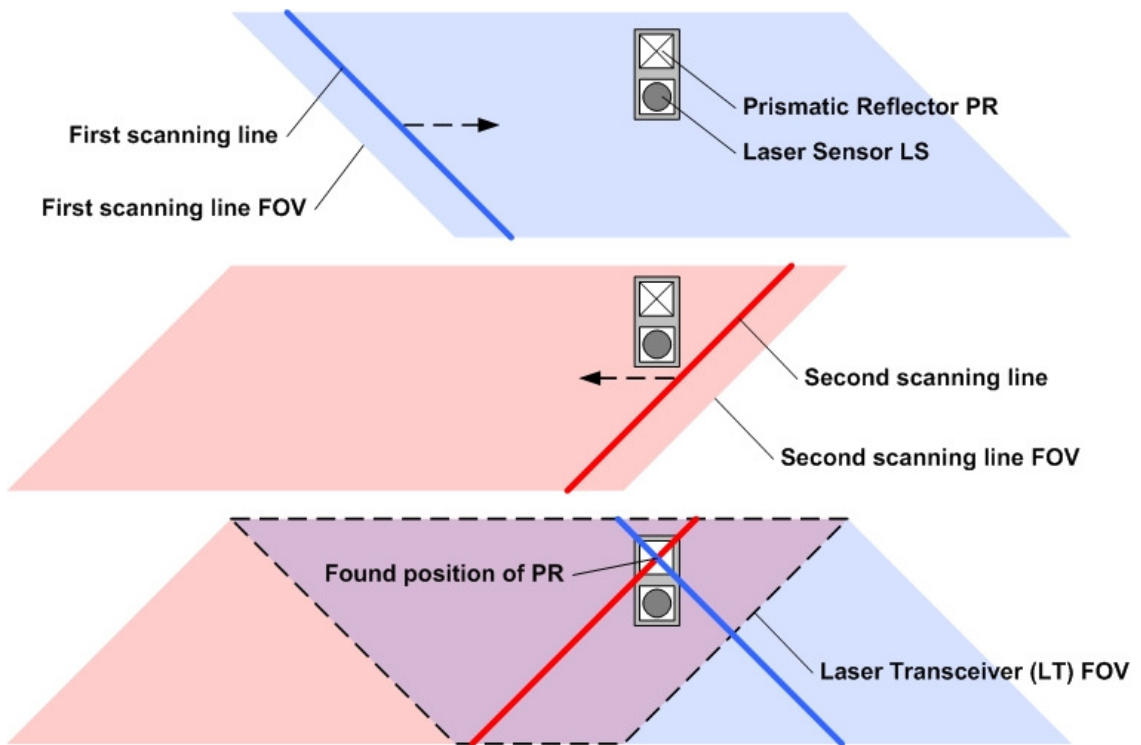 Prismatic Reflector PR
First scanning line
Laser Sensor LS
First scanning line FOV
Second scanning line
Second scanning line FOV
Found position of PR
Laser Transceiver (LT) FOV